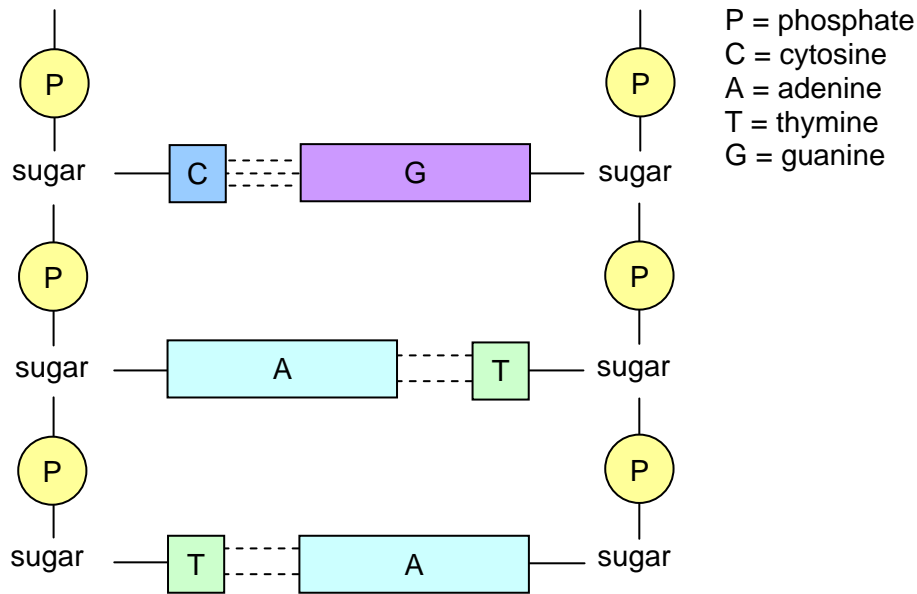 P P
sugar C G sugar
P P
sugar A T sugar
P P
sugar T A sugar
P = phosphate
C = cytosine
A = adenine
T = thymine
G = guanine